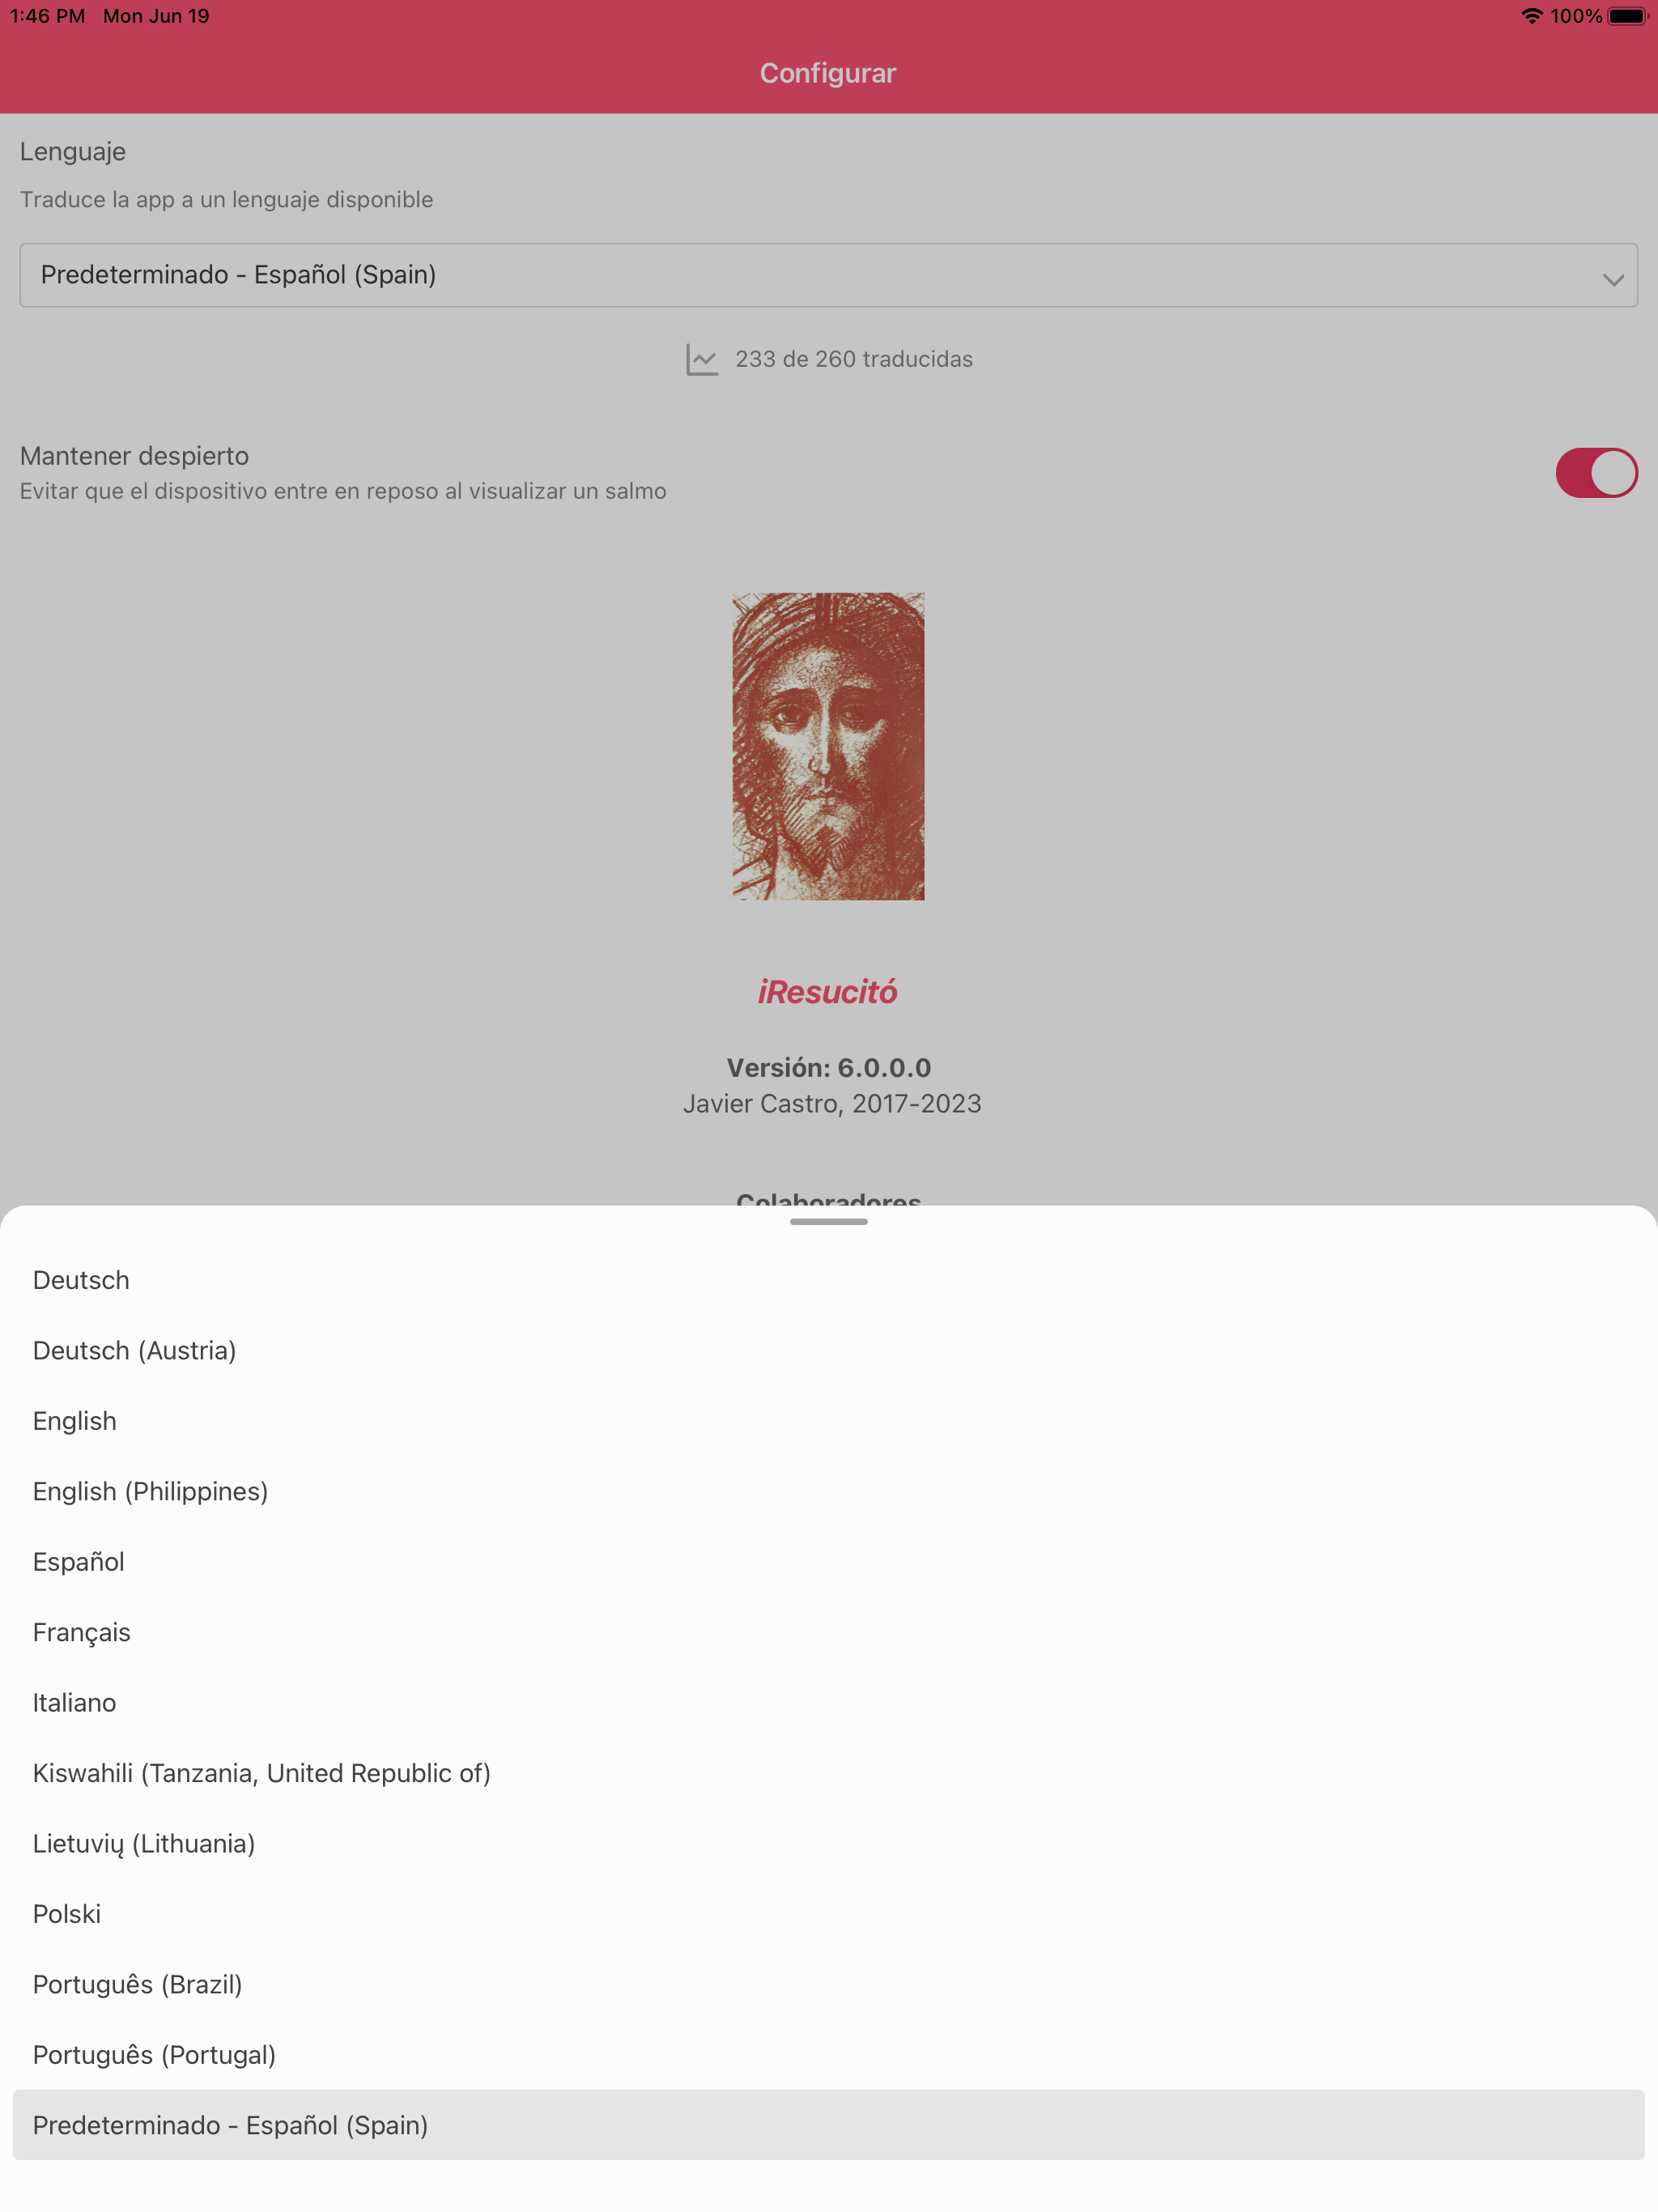 1:46 PM Mon Jun 19
100%
Configurar
Lenguaje
Traduce la app a un lenguaje disponible
Predeterminado - Español (Spain)
233 de 260 traducidas
Mantener despierto
Evitar que el dispositivo entre en reposo al visualizar un salmo
iResucitó
Versión: 6.0.0.0
Javier Castro, 2017-2023
Colaboradores
Deutsch
Deutsch (Austria)
English
English (Philippines)
Español
Français
Italiano
Kiswahili (Tanzania, United Republic of)
Lietuvių (Lithuania)
Polski
Português (Brazil)
Português (Portugal)
Predeterminado - Español (Spain)